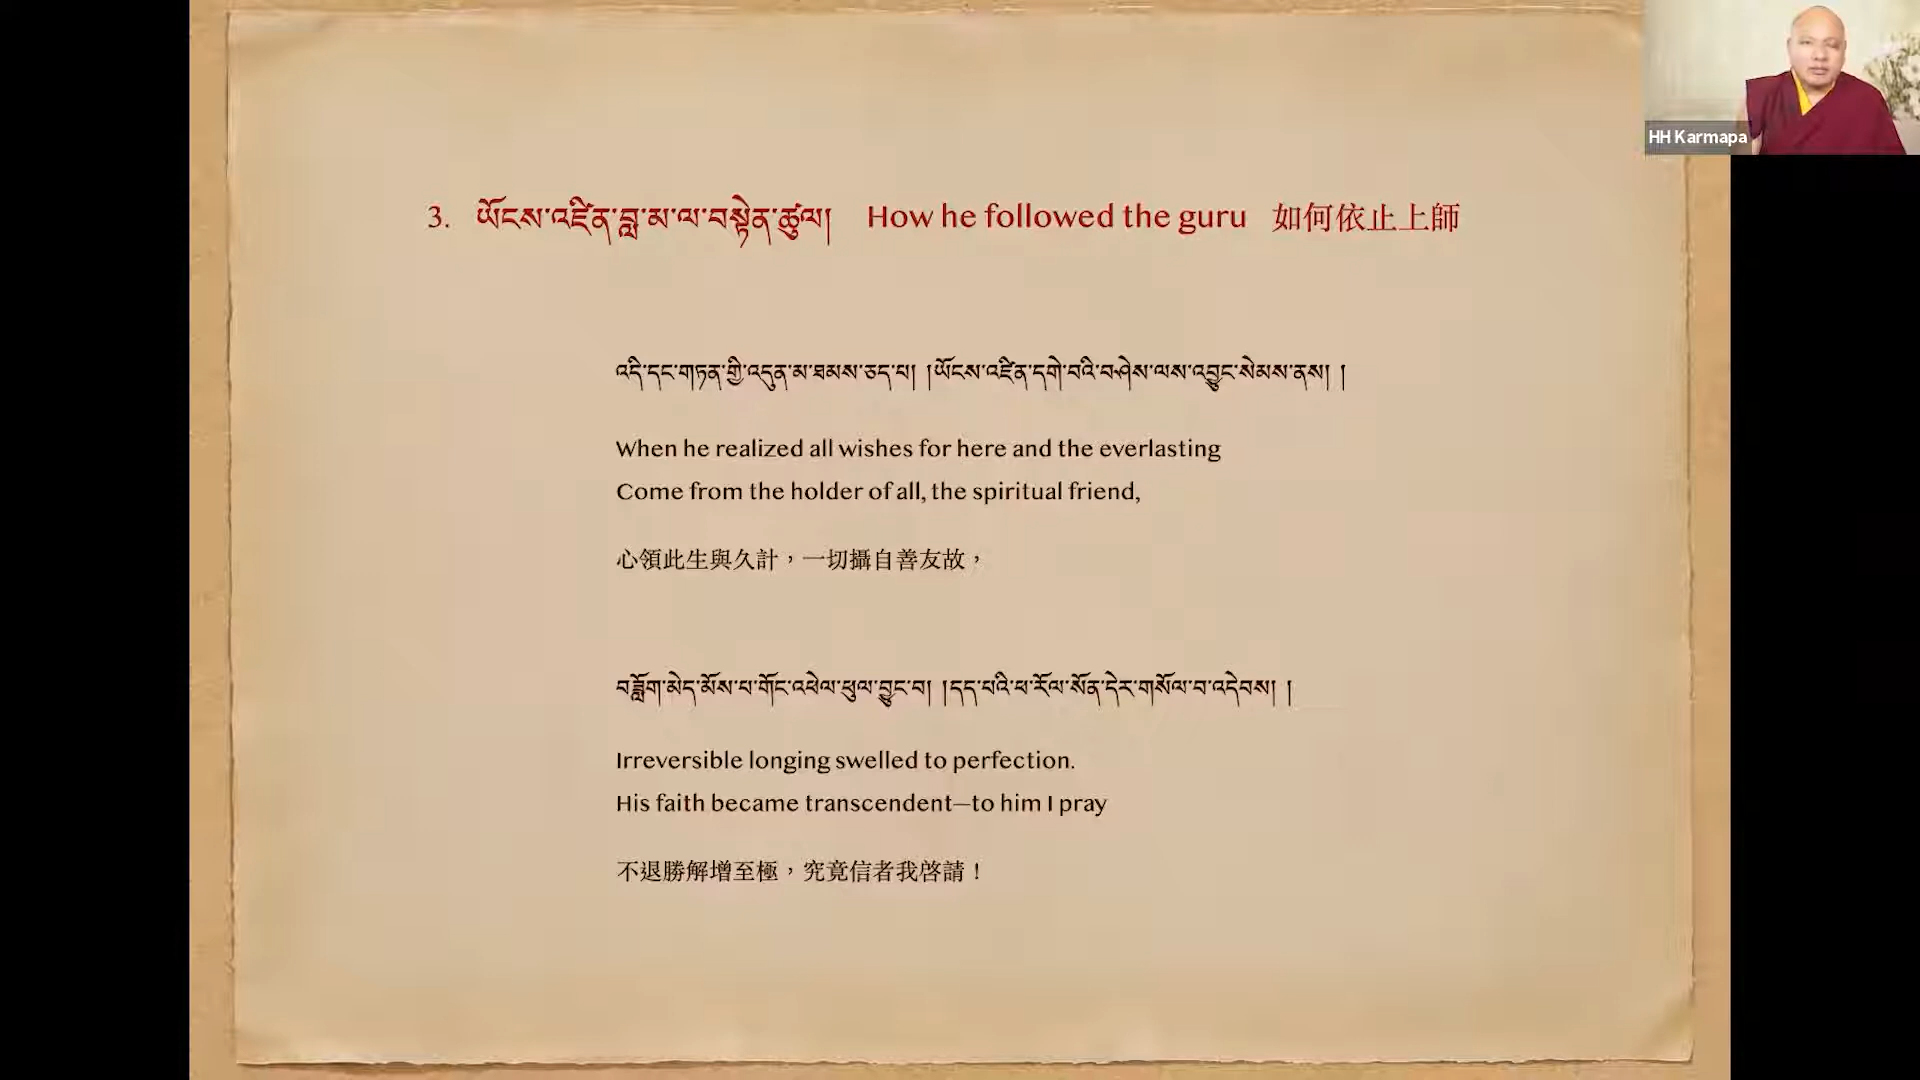 HH Karmapa
3. ཡོངས་འཛིན་བླ་མ་ལ་བསྟེན་ཚུལ། How he followed the guru 如何依止上師
འདི་དང་གཏན་གྱི་འདུན་མ་ཐམས་ཅད་པ། །ཡོངས་འཛིན་དགེ་བའི་བཤེས་ལས་འབྱུང་སེམས་ནས། །
When he realized all wishes for here and the everlasting
Come from the holder of all, the spiritual friend,
心領此生與久計，一切攝自善友故，
བཟློག་མེད་མོས་པ་གོང་འཕེལ་ཕུལ་བྱུང་བ། །དད་པའི་ཕ་རོལ་སོན་དེར་གསོལ་བ་འདེབས། །
Irreversible longing swelled to perfection.
His faith became transcendent—to him I pray
不退勝解增至極，究竟信者我啓請！